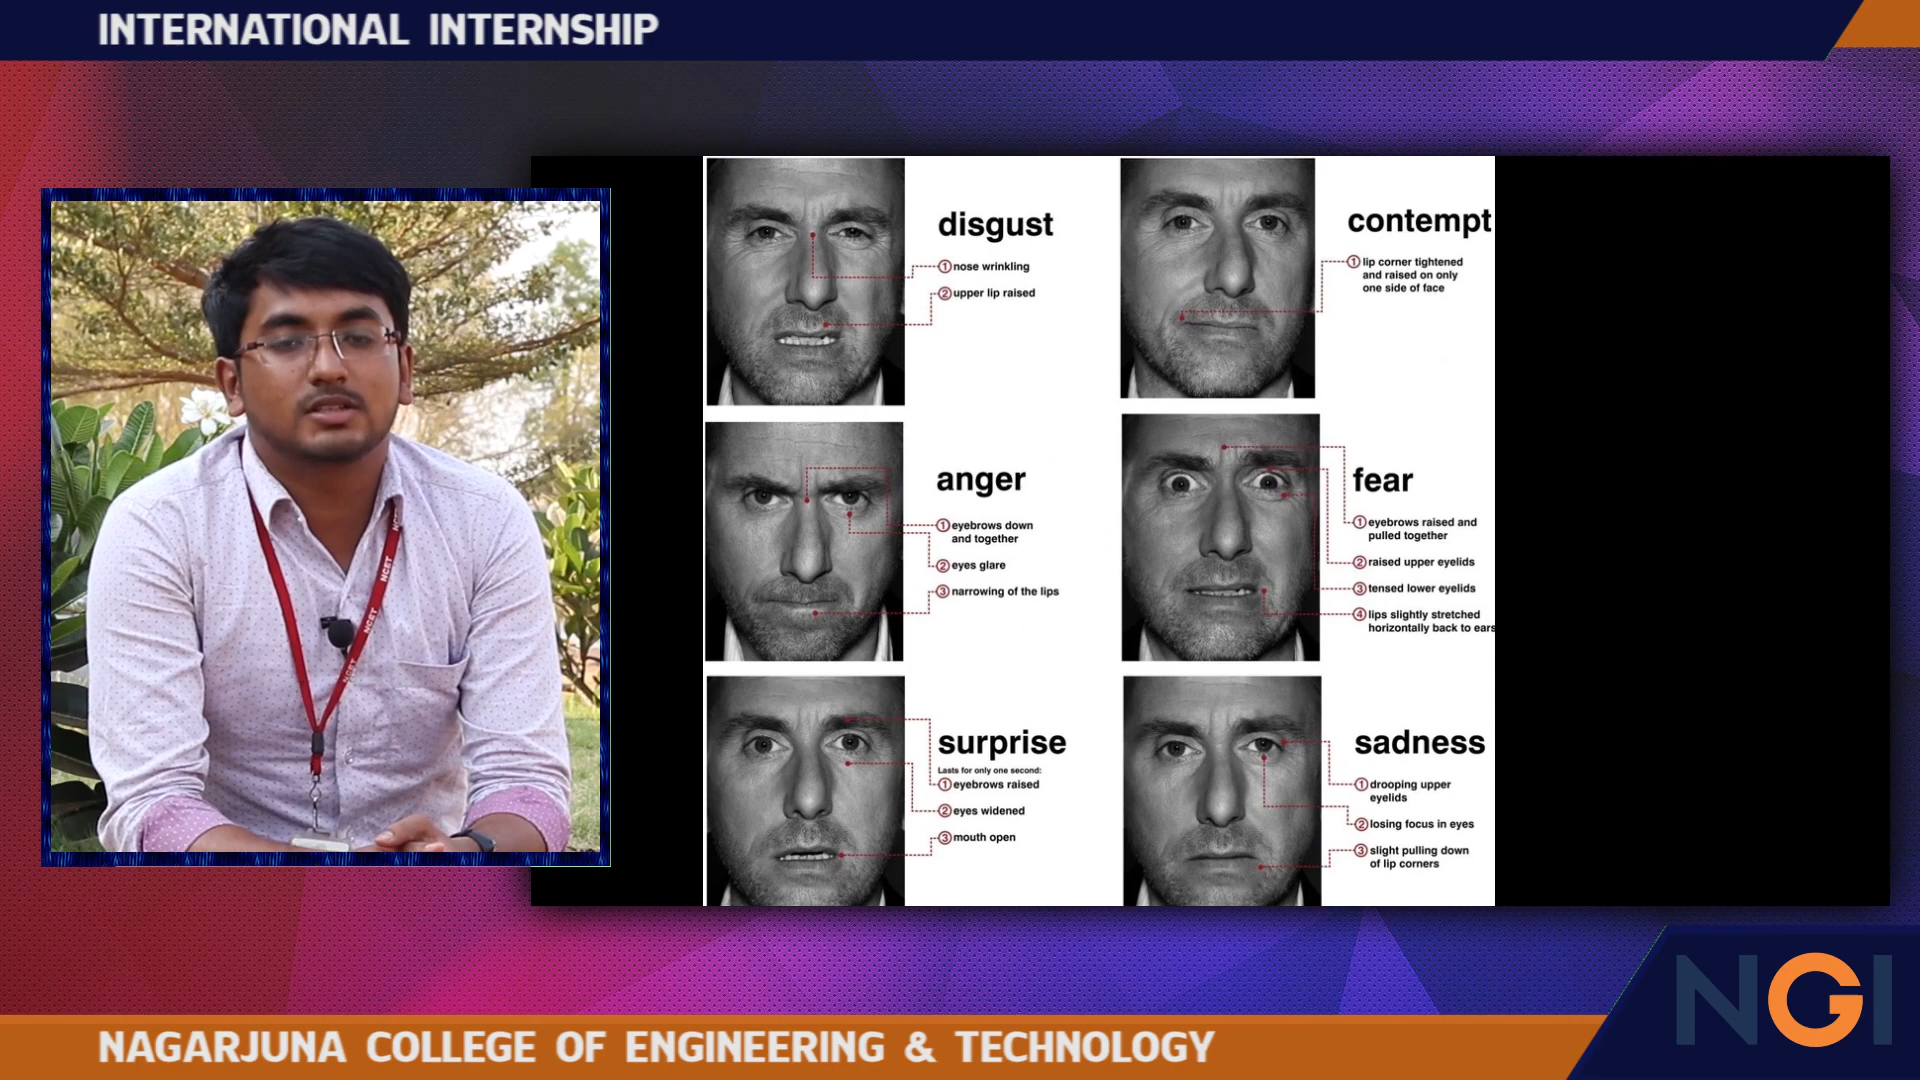 INTERNATIONAL INTERNSHIP
disgust
1 nose wrinkling
2 upper lip raised
contempt
1 lip corner tightened
and raised on only
one side of face
anger
1 eyebrows down
and together
2 eyes glare
3 narrowing of the lips
fear
1 eyebrows raised and
pulled together
2 raised upper eyelids
3 tensed lower eyelids
4 lips slightly stretched
horizontally back to ears
surprise
Lasts for only one second:
1 eyebrows raised
2 eyes widened
3 mouth open
sadness
1 drooping upper
eyelids
2 losing focus in eyes
3 slight pulling down
of lip corners
NCET
NCET
NCET
NGI
NAGARJUNA COLLEGE OF ENGINEERING & TECHNOLOGY